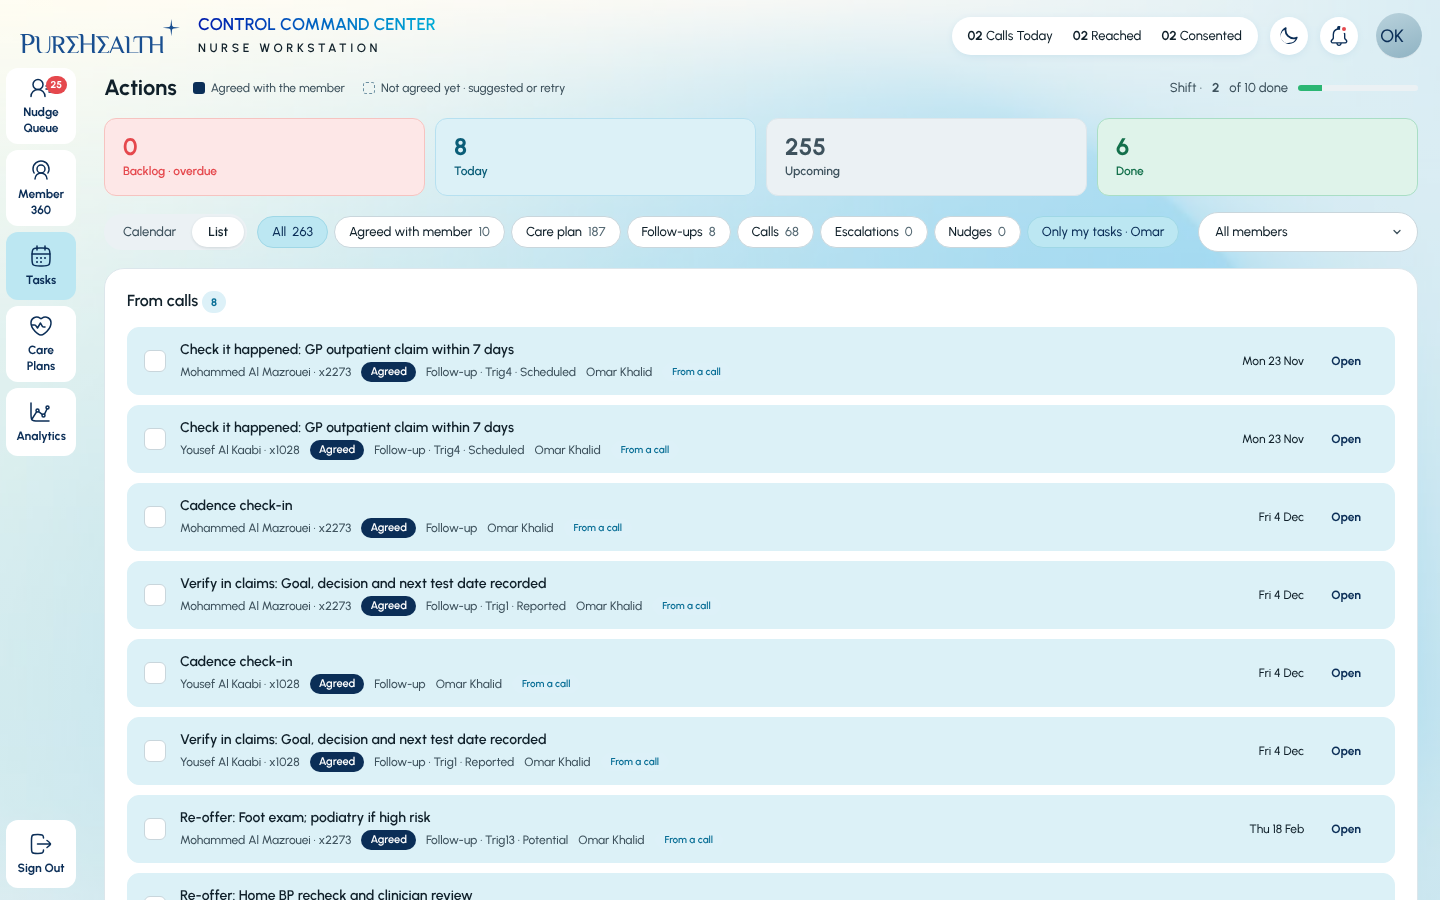 PUREHEALTH
CONTROL COMMAND CENTER
NURSE WORKSTATION
02 Calls Today 02 Reached 02 Consented
OK
25
Nudge
Queue
Member
360
Tasks
Care
Plans
Analytics
Sign Out
Actions
Agreed with the member
Not agreed yet · suggested or retry
Shift · 2 of 10 done
0
Backlog · overdue
8
Today
255
Upcoming
6
Done
Calendar List All 263 Agreed with member 10 Care plan 187 Follow-ups 8 Calls 68 Escalations 0 Nudges 0 Only my tasks · Omar All members
From calls 8
Check it happened: GP outpatient claim within 7 days
Mohammed Al Mazrouei · x2273 Agreed Follow-up · Trig4 · Scheduled Omar Khalid From a call
Mon 23 Nov Open
Check it happened: GP outpatient claim within 7 days
Yousef Al Kaabi · x1028 Agreed Follow-up · Trig4 · Scheduled Omar Khalid From a call
Mon 23 Nov Open
Cadence check-in
Mohammed Al Mazrouei · x2273 Agreed Follow-up Omar Khalid From a call
Fri 4 Dec Open
Verify in claims: Goal, decision and next test date recorded
Mohammed Al Mazrouei · x2273 Agreed Follow-up · Trig1 · Reported Omar Khalid From a call
Fri 4 Dec Open
Cadence check-in
Yousef Al Kaabi · x1028 Agreed Follow-up Omar Khalid From a call
Fri 4 Dec Open
Verify in claims: Goal, decision and next test date recorded
Yousef Al Kaabi · x1028 Agreed Follow-up · Trig1 · Reported Omar Khalid From a call
Fri 4 Dec Open
Re-offer: Foot exam; podiatry if high risk
Mohammed Al Mazrouei · x2273 Agreed Follow-up · Trig13 · Potential Omar Khalid From a call
Thu 18 Feb Open
Re-offer: Home BP recheck and clinician review